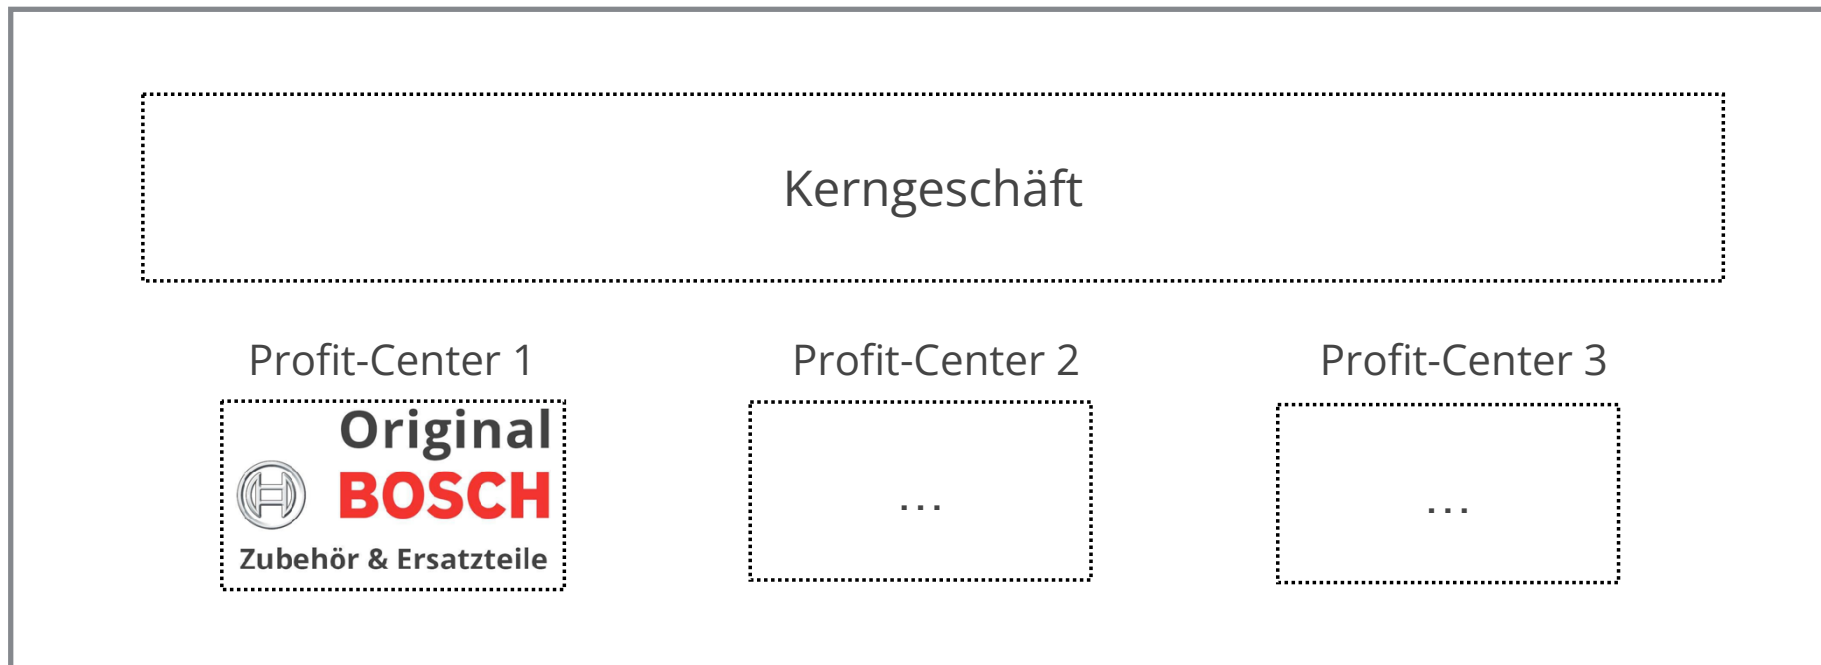 Kerngeschäft
Profit-Center 1
Profit-Center 2
Profit-Center 3
Original
BOSCH
Zubehör & Ersatzteile
...
...